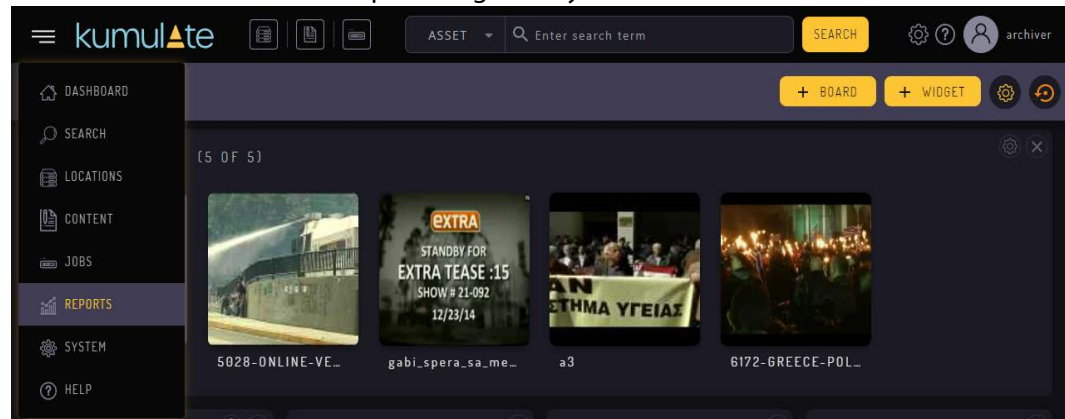 kumulate
ASSET
Enter search term
SEARCH
archiver
DASHBOARD
SEARCH
LOCATIONS
CONTENT
JOBS
REPORTS
SYSTEM
HELP
+ BOARD
+ WIDGET
(5 OF 5)
extra
STANDBY FOR
EXTRA TEASE :15
SHOW # 21-092
12/23/14
ΑΝ
ΣΤΗΜΑ ΥΓΕΙΑΣ
5028-ONLINE-VE…
gabi_spera_sa_me…
a3
6172-GREECE-POL…